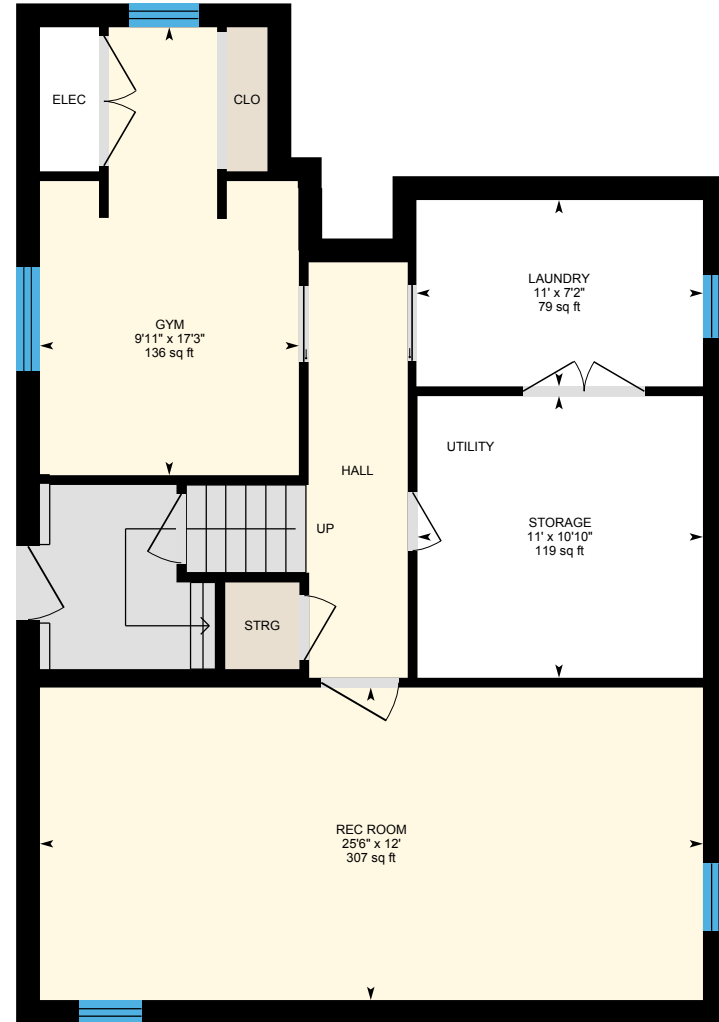 ELEC
CLO
LAUNDRY
11' x 7'2"
79 sq ft
GYM
9'11" x 17'3"
136 sq ft
UTILITY
HALL
STORAGE
11' x 10'10"
119 sq ft
UP
STRG
REC ROOM
25'6" x 12'
307 sq ft